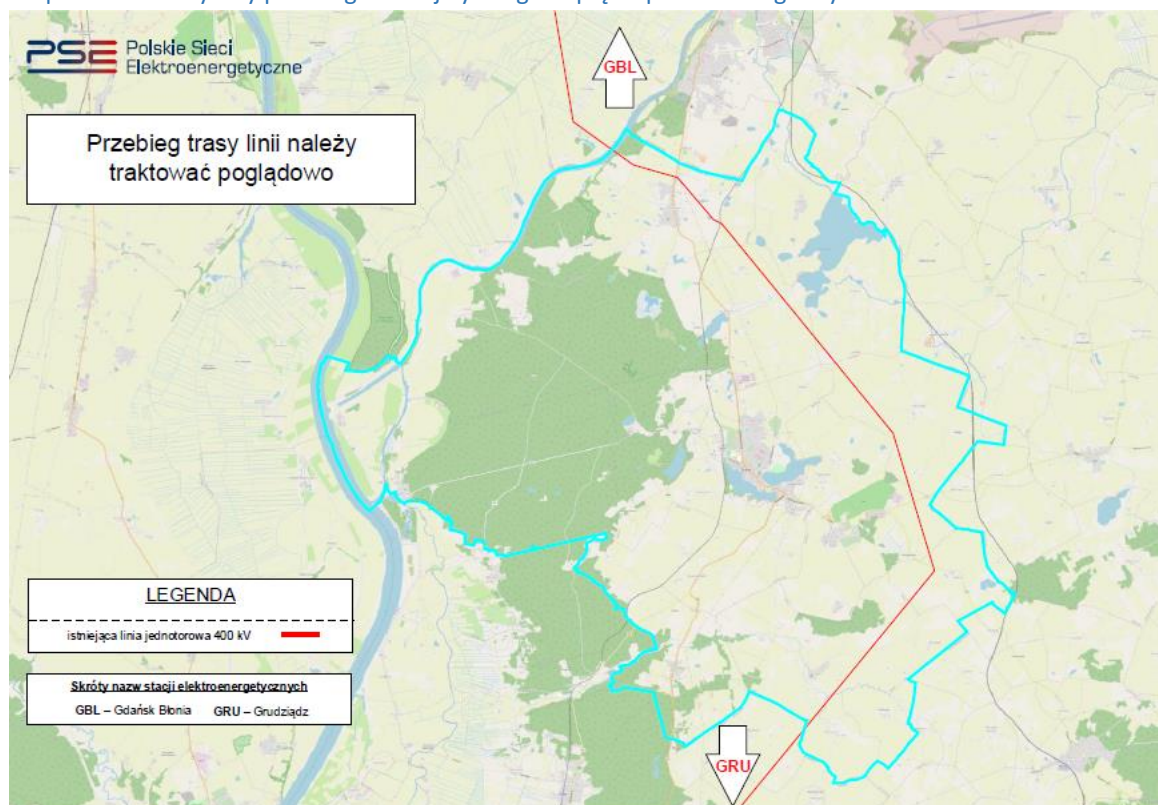 PSE Polskie Sieci
Elektroenergetyczne
GBL
Przebieg trasy linii należy
traktować poglądowo
LEGENDA
istniejąca linia jednotorowa 400 kV
Skróty nazw stacji elektroenergetycznych
GBL – Gdańsk Błonia GRU – Grudziądz
GRU